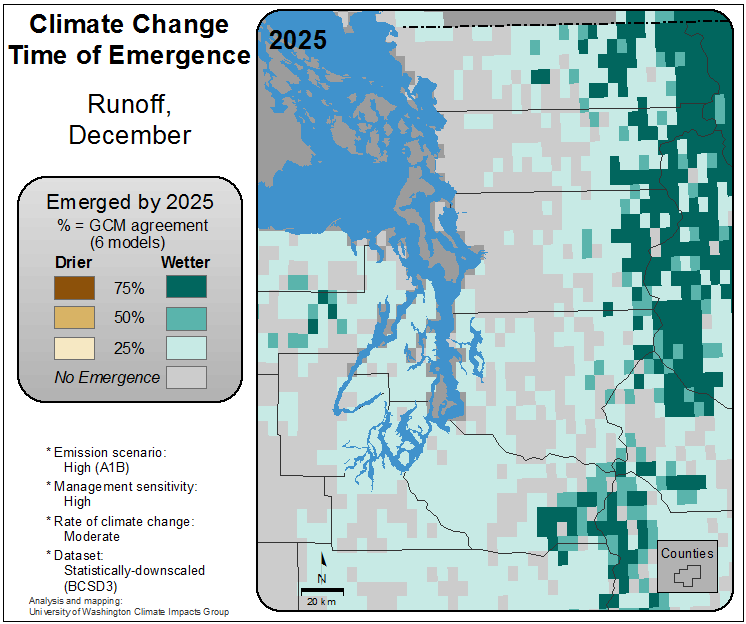 Climate Change
Time of Emergence
Runoff,
December
Emerged by 2025
% = GCM agreement
(6 models)
Drier Wetter
75%
50%
25%
No Emergence
* Emission scenario:
High (A1B)
* Management sensitivity:
High
* Rate of climate change:
Moderate
* Dataset:
Statistically-downscaled
(BCSD3)
Analysis and mapping:
University of Washington Climate Impacts Group
2025
N
20 km
Counties